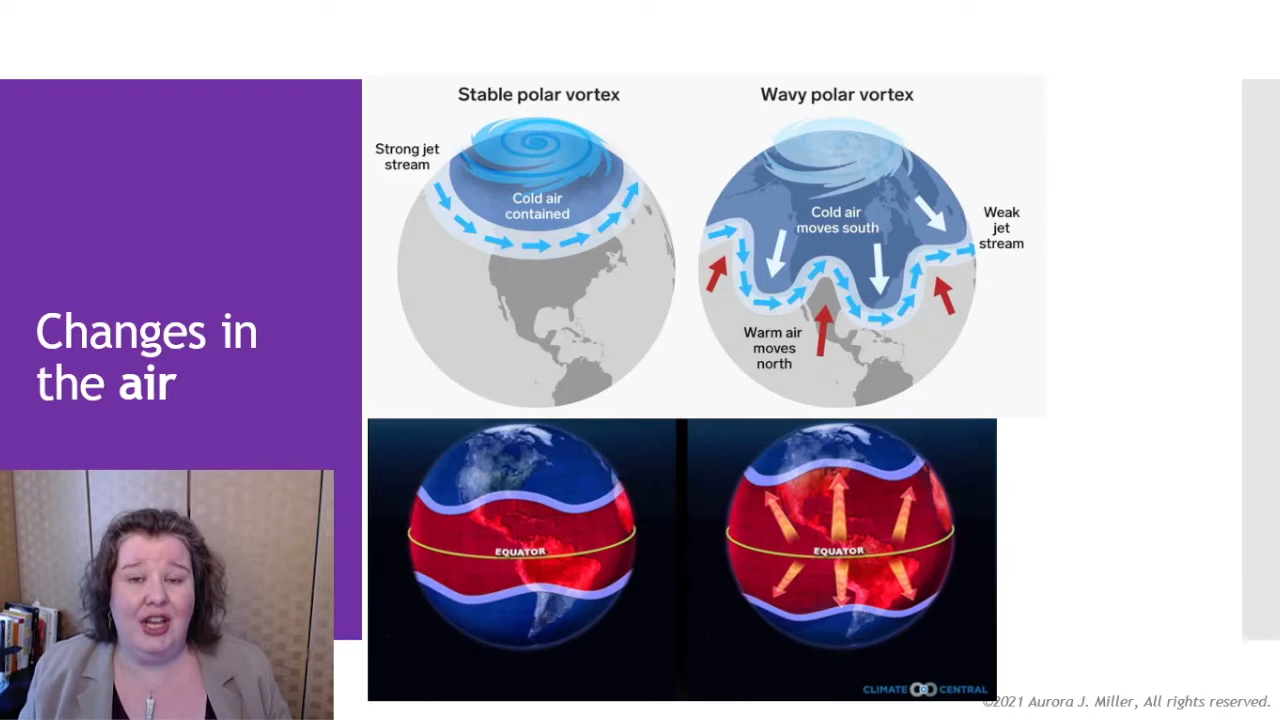 Changes in
the air
Stable polar vortex
Strong jet
stream
Cold air
contained
Wavy polar vortex
Cold air
moves south
Weak
jet
stream
Warm air
moves
north
EQUATOR
EQUATOR
CLIMATE CENTRAL
©2021 Aurora J. Miller, All rights reserved.